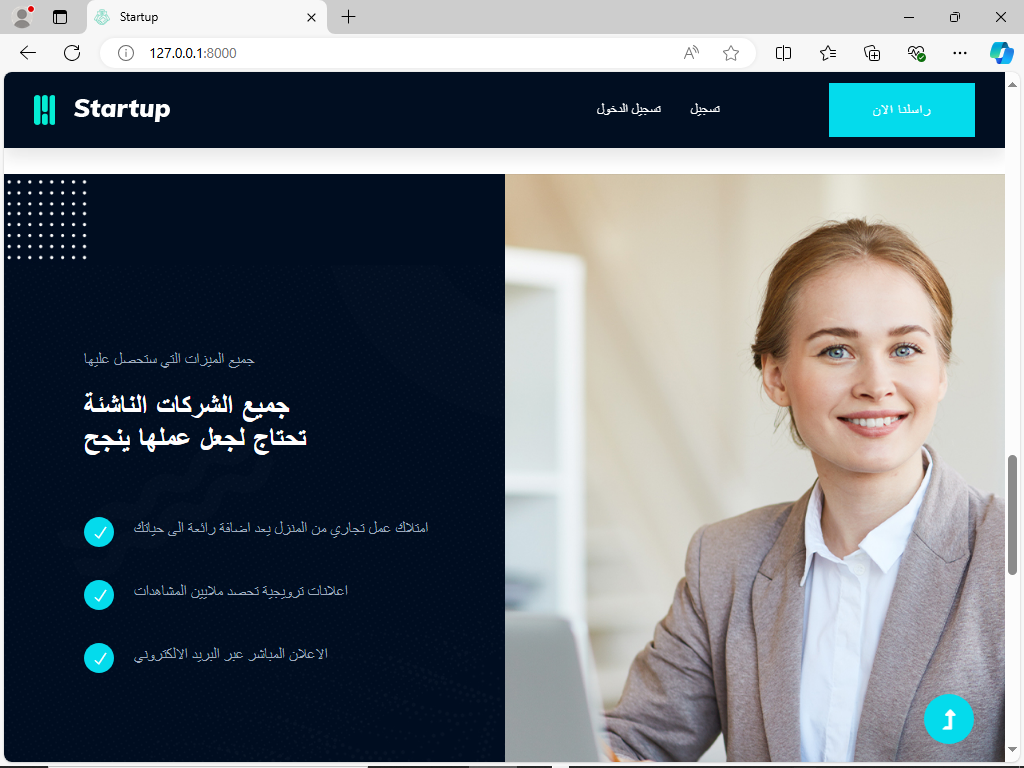 Startup
127.0.0.1:8000
Startup
تسجيل الدخول
تسجيل
راسلنا الان
جميع الميزات التي ستحصل عليها
جميع الشركات الناشئة
تحتاج لجعل عملها ينجح
امتلاك عمل تجاري من المنزل يعد اضافة رائعة الى حياتك
اعلانات ترويجية تحصد ملايين المشاهدات
الاعلان المباشر عبر البريد الالكتروني